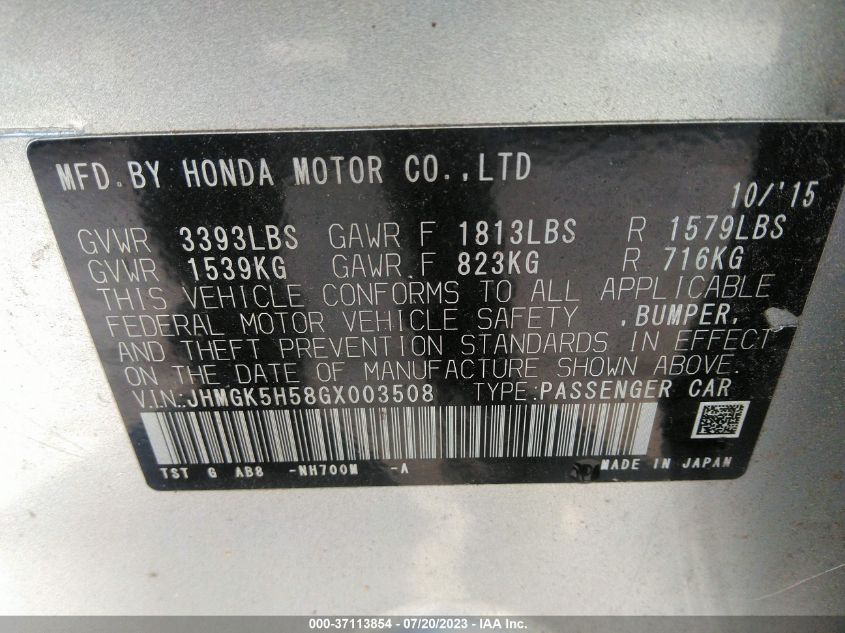 MFD.BY HONDA MOTOR CO.,LTD
10/'15
GVWR 3393LBS GAWR F 1813LBS R 1579LBS
GVWR 1539KG GAWR F 823KG R 716KG
THIS VEHICLE CONFORMS TO ALL APPLICABLE
FEDERAL MOTOR VEHICLE SAFETY ,BUMPER,
AND THEFT PREVENTION STANDARDS IN EFFECT
ON THE DATE OF MANUFACTURE SHOWN ABOVE.
V.I.N:JHMGK5H58GX003508 TYPE:PASSENGER CAR
TST G AB8 -NH700M -A MADE IN JAPAN
000-37113854 - 07/20/2023 - © IAA Inc.